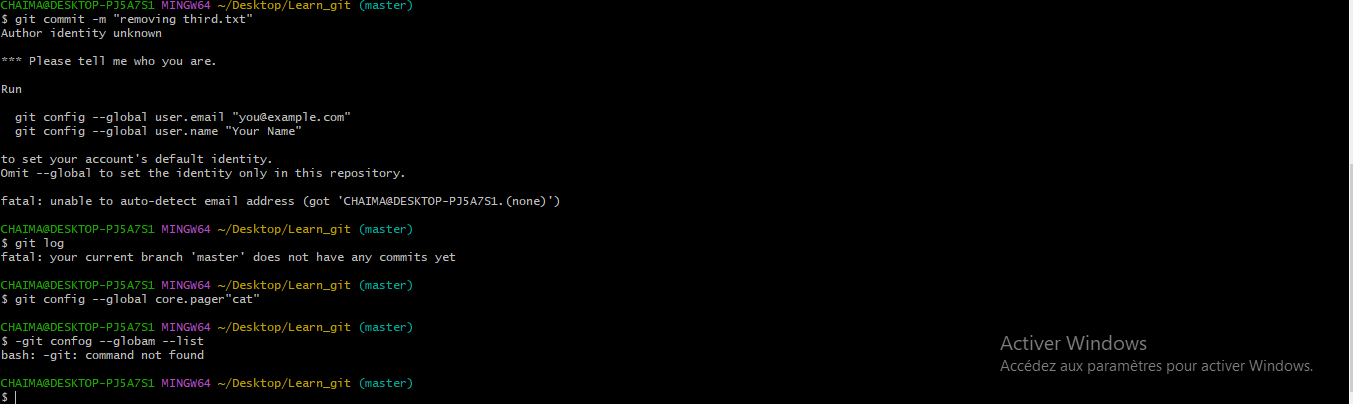 CHAIMA@DESKTOP-PJ5A7S1 MINGW64 ~/Desktop/Learn_git (master)
$ git commit -m "removing third.txt"
Author identity unknown
*** Please tell me who you are.
Run
git config --global user.email "you@example.com"
git config --global user.name "Your Name"
to set your account's default identity.
Omit --global to set the identity only in this repository.
fatal: unable to auto-detect email address (got 'CHAIMA@DESKTOP-PJ5A7S1.(none)')
CHAIMA@DESKTOP-PJ5A7S1 MINGW64 ~/Desktop/Learn_git (master)
$ git log
fatal: your current branch 'master' does not have any commits yet
CHAIMA@DESKTOP-PJ5A7S1 MINGW64 ~/Desktop/Learn_git (master)
$ git config --global core.pager"cat"
CHAIMA@DESKTOP-PJ5A7S1 MINGW64 ~/Desktop/Learn_git (master)
$ -git confog --globam --list
bash: -git: command not found
CHAIMA@DESKTOP-PJ5A7S1 MINGW64 ~/Desktop/Learn_git (master)
$
Activer Windows
Accédez aux paramètres pour activer Windows.